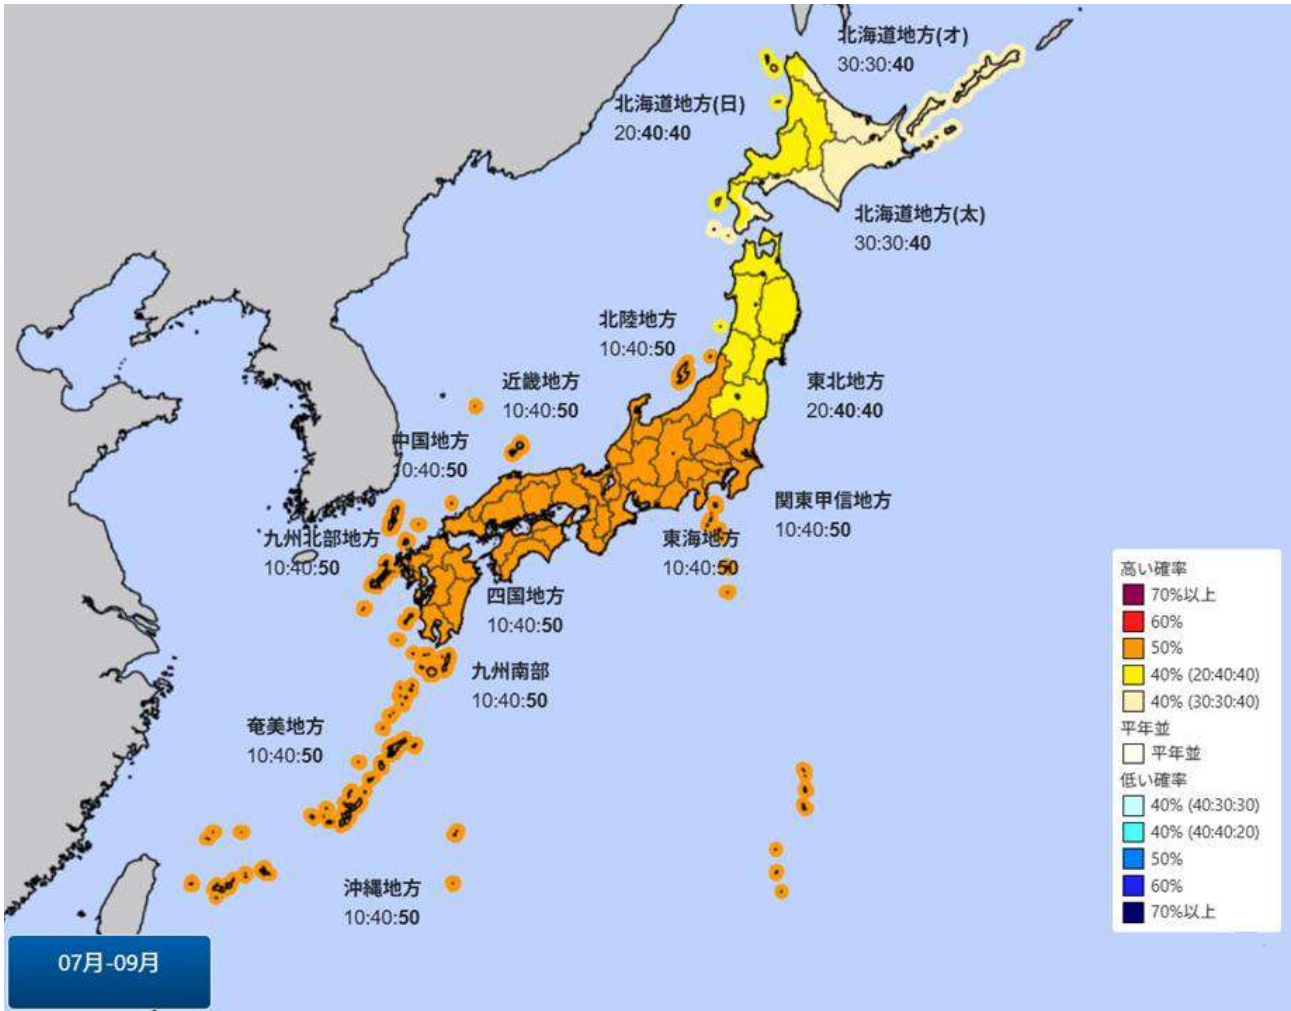 北海道地方(オ)
30:30:40
北海道地方(日)
20:40:40
北海道地方(太)
30:30:40
北陸地方
10:40:50
近畿地方
10:40:50
東北地方
20:40:40
中国地方
10:40:50
関東甲信地方
10:40:50
九州北部地方
10:40:50
東海地方
10:40:50
四国地方
10:40:50
九州南部
10:40:50
奄美地方
10:40:50
沖縄地方
10:40:50
高い確率
70%以上
60%
50%
40% (20:40:40)
40% (30:30:40)
平年並
平年並
低い確率
40% (40:30:30)
40% (40:40:20)
50%
60%
70%以上
07月-09月